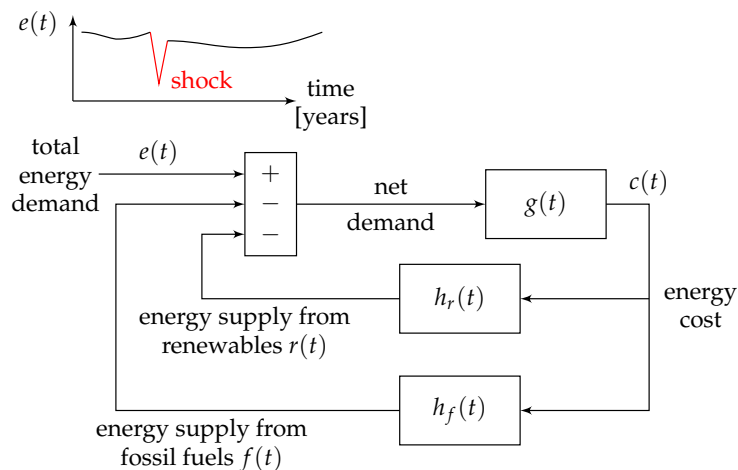 e(t)
shock
time
[years]
total
energy
demand
e(t)
+
−
−
net
demand
g(t)
c(t)
h_r(t)
energy supply from
renewables r(t)
energy
cost
h_f(t)
energy supply from
fossil fuels f(t)